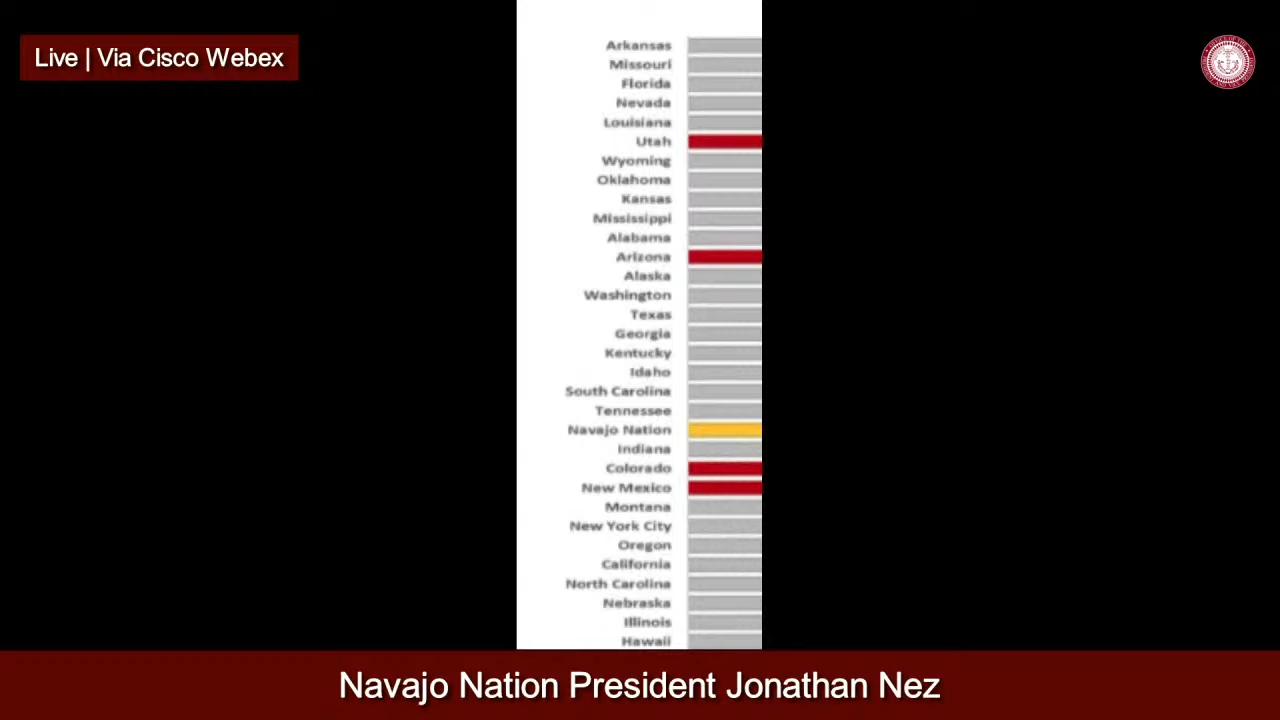 Live | Via Cisco Webex
Arkansas
Missouri
Florida
Nevada
Louisiana
Utah
Wyoming
Oklahoma
Kansas
Mississippi
Alabama
Arizona
Alaska
Washington
Texas
Georgia
Kentucky
Idaho
South Carolina
Tennessee
Navajo Nation
Indiana
Colorado
New Mexico
Montana
New York City
Oregon
California
North Carolina
Nebraska
Illinois
Hawaii
Navajo Nation President Jonathan Nez